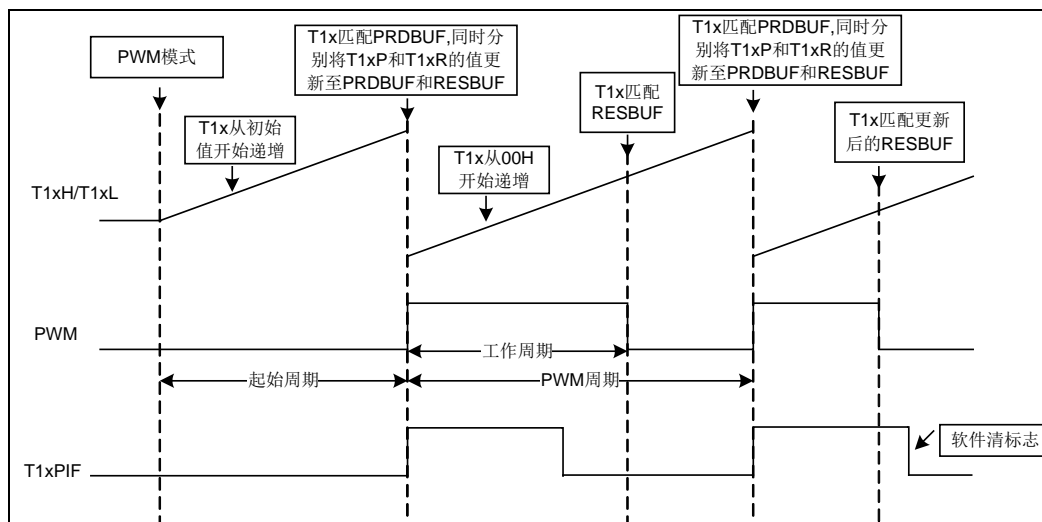 PWM模式
T1x匹配PRDBUF,同时分
别将T1xP和T1xR的值更
新至PRDBUF和RESBUF
T1x匹配
RESBUF
T1x匹配PRDBUF,同时分
别将T1xP和T1xR的值更
新至PRDBUF和RESBUF
T1x匹配更新
后的RESBUF
T1x从初始
值开始递增
T1x从00H
开始递增
T1xH/T1xL
PWM
工作周期
起始周期
PWM周期
T1xPIF
软件清标志